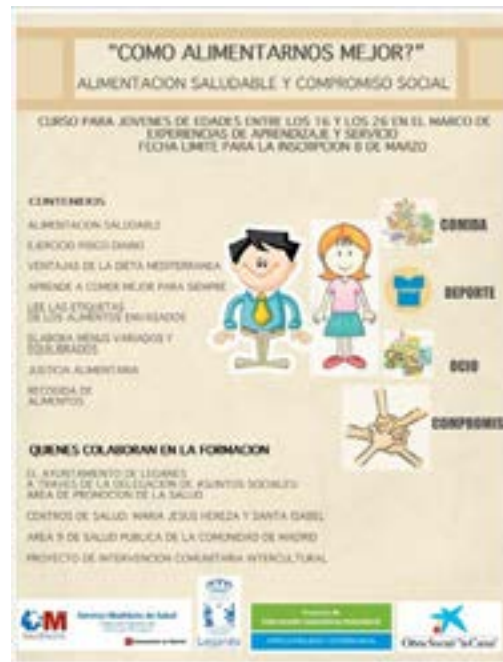 "COMO ALIMENTARNOS MEJOR?"
ALIMENTACION SALUDABLE Y COMPROMISO SOCIAL
CURSO PARA JOVENES DE EDADES ENTRE LOS 16 Y LOS 26 EN EL MARCO DE
EXPERIENCIAS DE APRENDIZAJE Y SERVICIO
FECHA LIMITE PARA LA INSCRIPCION 8 DE MARZO
CONTENIDOS
ALIMENTACION SALUDABLE
EJERCICIO FISICO DIARIO
VENTAJAS DE LA DIETA MEDITERRANEA
APRENDE A COMER MEJOR PARA SIEMPRE
LEE LAS ETIQUETAS
DE LOS ALIMENTOS ENVASADOS
ELABORA MENUS VARIADOS Y
EQUILIBRADOS
JUSTICIA ALIMENTARIA
RECOGIDA DE
ALIMENTOS
COMIDA
DEPORTE
OCIO
COMPROMIS
QUIENES COLABORAN EN LA FORMACION
EL AYUNTAMIENTO DE LEGANES
A TRAVES DE LA DELEGACION DE ASUNTOS SOCIALES
AREA DE PROMOCION DE LA SALUD
CENTROS DE SALUD: MARIA JESUS HEREZA Y SANTA ISABEL
AREA 9 DE SALUD PUBLICA DE LA COMUNIDAD DE MADRID
PROYECTO DE INTERVENCION COMUNITARIA INTERCULTURAL
Servicio Madrileño de Salud
Leganés
Obra Social "la Caixa"